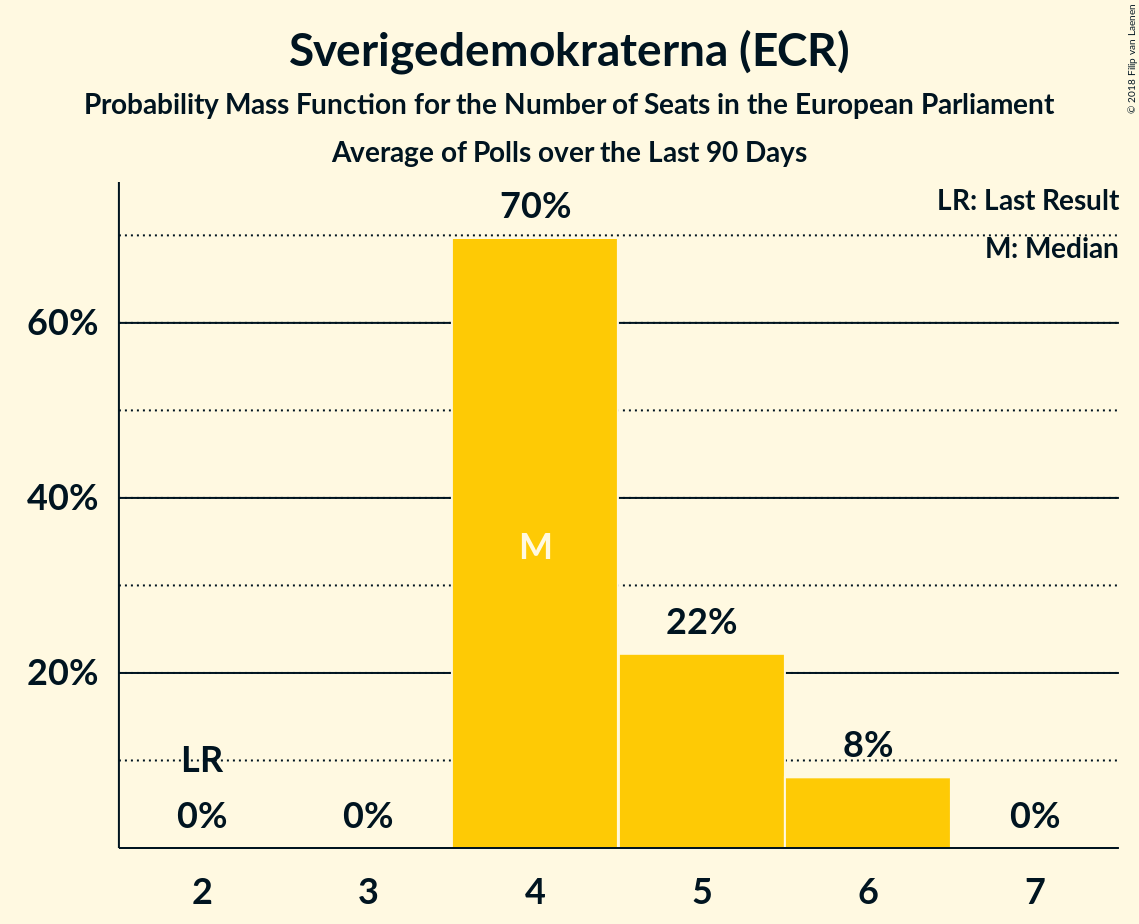 Sverigedemokraterna (ECR)
Probability Mass Function for the Number of Seats in the European Parliament
Average of Polls over the Last 90 Days
© 2018 Filip van Laenen
LR: Last Result
M: Median
70%
60%
40%
M
22%
20%
8%
LR
0%
0%
0%
2
3
4
5
6
7